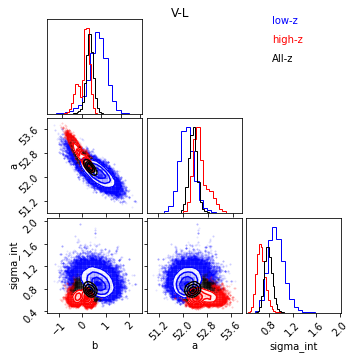 V-L
low-z
high-z
All-z
53.6
52.8
52.0
51.2
a
2.0
1.6
1.2
0.8
0.4
sigma_int
-1 0 1 2
b
51.2 52.0 52.8 53.6
a
0.8 1.2 1.6 2.0
sigma_int